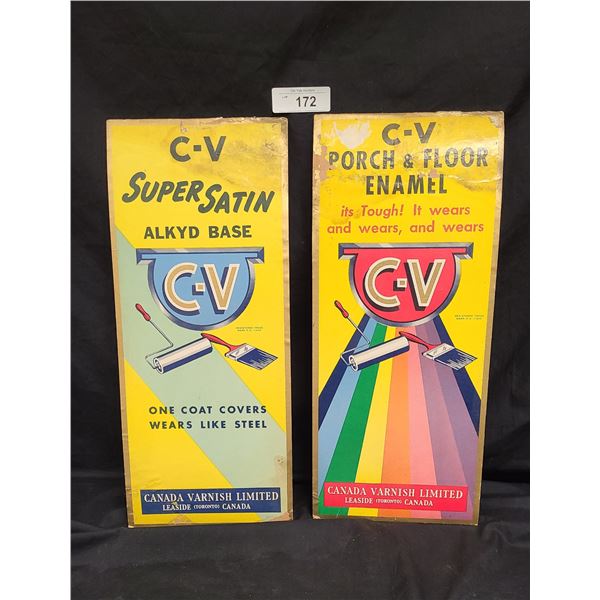 LOT 172
C-V
SUPER SATIN
ALKYD BASE
C-V
ONE COAT COVERS
WEARS LIKE STEEL
CANADA VARNISH LIMITED
LEASIDE (TORONTO) CANADA
C-V
PORCH & FLOOR
ENAMEL
its Tough! It wears
and wears, and wears
C-V
CANADA VARNISH LIMITED
LEASIDE (TORONTO) CANADA